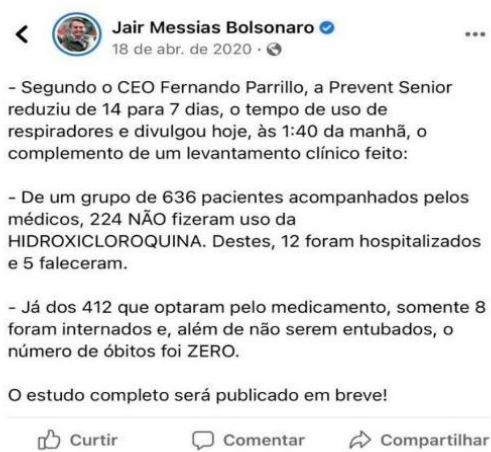 Jair Messias Bolsonaro
18 de abr. de 2020 ·
- Segundo o CEO Fernando Parrillo, a Prevent Senior
reduziu de 14 para 7 dias, o tempo de uso de
respiradores e divulgou hoje, às 1:40 da manhã, o
complemento de um levantamento clínico feito:
- De um grupo de 636 pacientes acompanhados pelos
médicos, 224 NÃO fizeram uso da
HIDROXICLOROQUINA. Destes, 12 foram hospitalizados
e 5 faleceram.
- Já dos 412 que optaram pelo medicamento, somente 8
foram internados e, além de não serem entubados, o
número de óbitos foi ZERO.
O estudo completo será publicado em breve!
Curtir Comentar Compartilhar